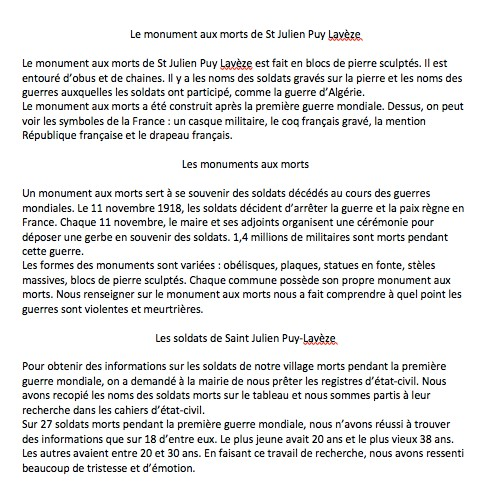 Le monument aux morts de St Julien Puy Lavèze
Le monument aux morts de St Julien Puy Lavèze est fait en blocs de pierre sculptés. Il est
entouré d'obus et de chaines. Il y a les noms des soldats gravés sur la pierre et les noms des
guerres auxquelles les soldats ont participé, comme la guerre d'Algérie.
Le monument aux morts a été construit après la première guerre mondiale. Dessus, on peut
voir les symboles de la France : un casque militaire, le coq français gravé, la mention
République française et le drapeau français.
Les monuments aux morts
Un monument aux morts sert à se souvenir des soldats décédés au cours des guerres
mondiales. Le 11 novembre 1918, les soldats décident d'arrêter la guerre et la paix règne en
France. Chaque 11 novembre, le maire et ses adjoints organisent une cérémonie pour
déposer une gerbe en souvenir des soldats. 1,4 millions de militaires sont morts pendant
cette guerre.
Les formes des monuments sont variées : obélisques, plaques, statues en fonte, stèles
massives, blocs de pierre sculptés. Chaque commune possède son propre monument aux
morts. Nous renseigner sur le monument aux morts nous a fait comprendre à quel point les
guerres sont violentes et meurtrières.
Les soldats de Saint Julien Puy-Lavèze
Pour obtenir des informations sur les soldats de notre village morts pendant la première
guerre mondiale, on a demandé à la mairie de nous prêter les registres d'état-civil. Nous
avons recopié les noms des soldats morts sur le tableau et nous sommes partis à leur
recherche dans les cahiers d'état-civil.
Sur 27 soldats morts pendant la première guerre mondiale, nous n'avons réussi à trouver
des informations que sur 18 d'entre eux. Le plus jeune avait 20 ans et le plus vieux 38 ans.
Les autres avaient entre 20 et 30 ans. En faisant ce travail de recherche, nous avons ressenti
beaucoup de tristesse et d'émotion.